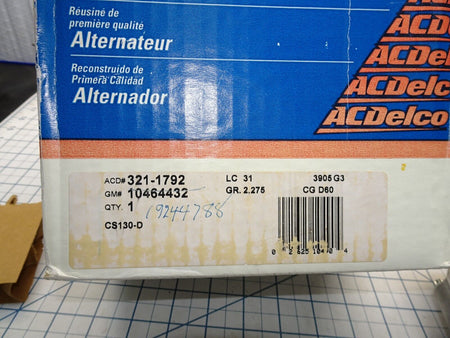 Réusiné de
première qualité
Alternateur
Reconstruido de
Primera Calidad
Alternador
ACDelco
ACDelco
ACDelco
ACDelco
ACD# 321-1792 LC 31 3905 G3
GM# 10464432 GR. 2.275 CG D60
QTY. 1 19244788
CS130-D